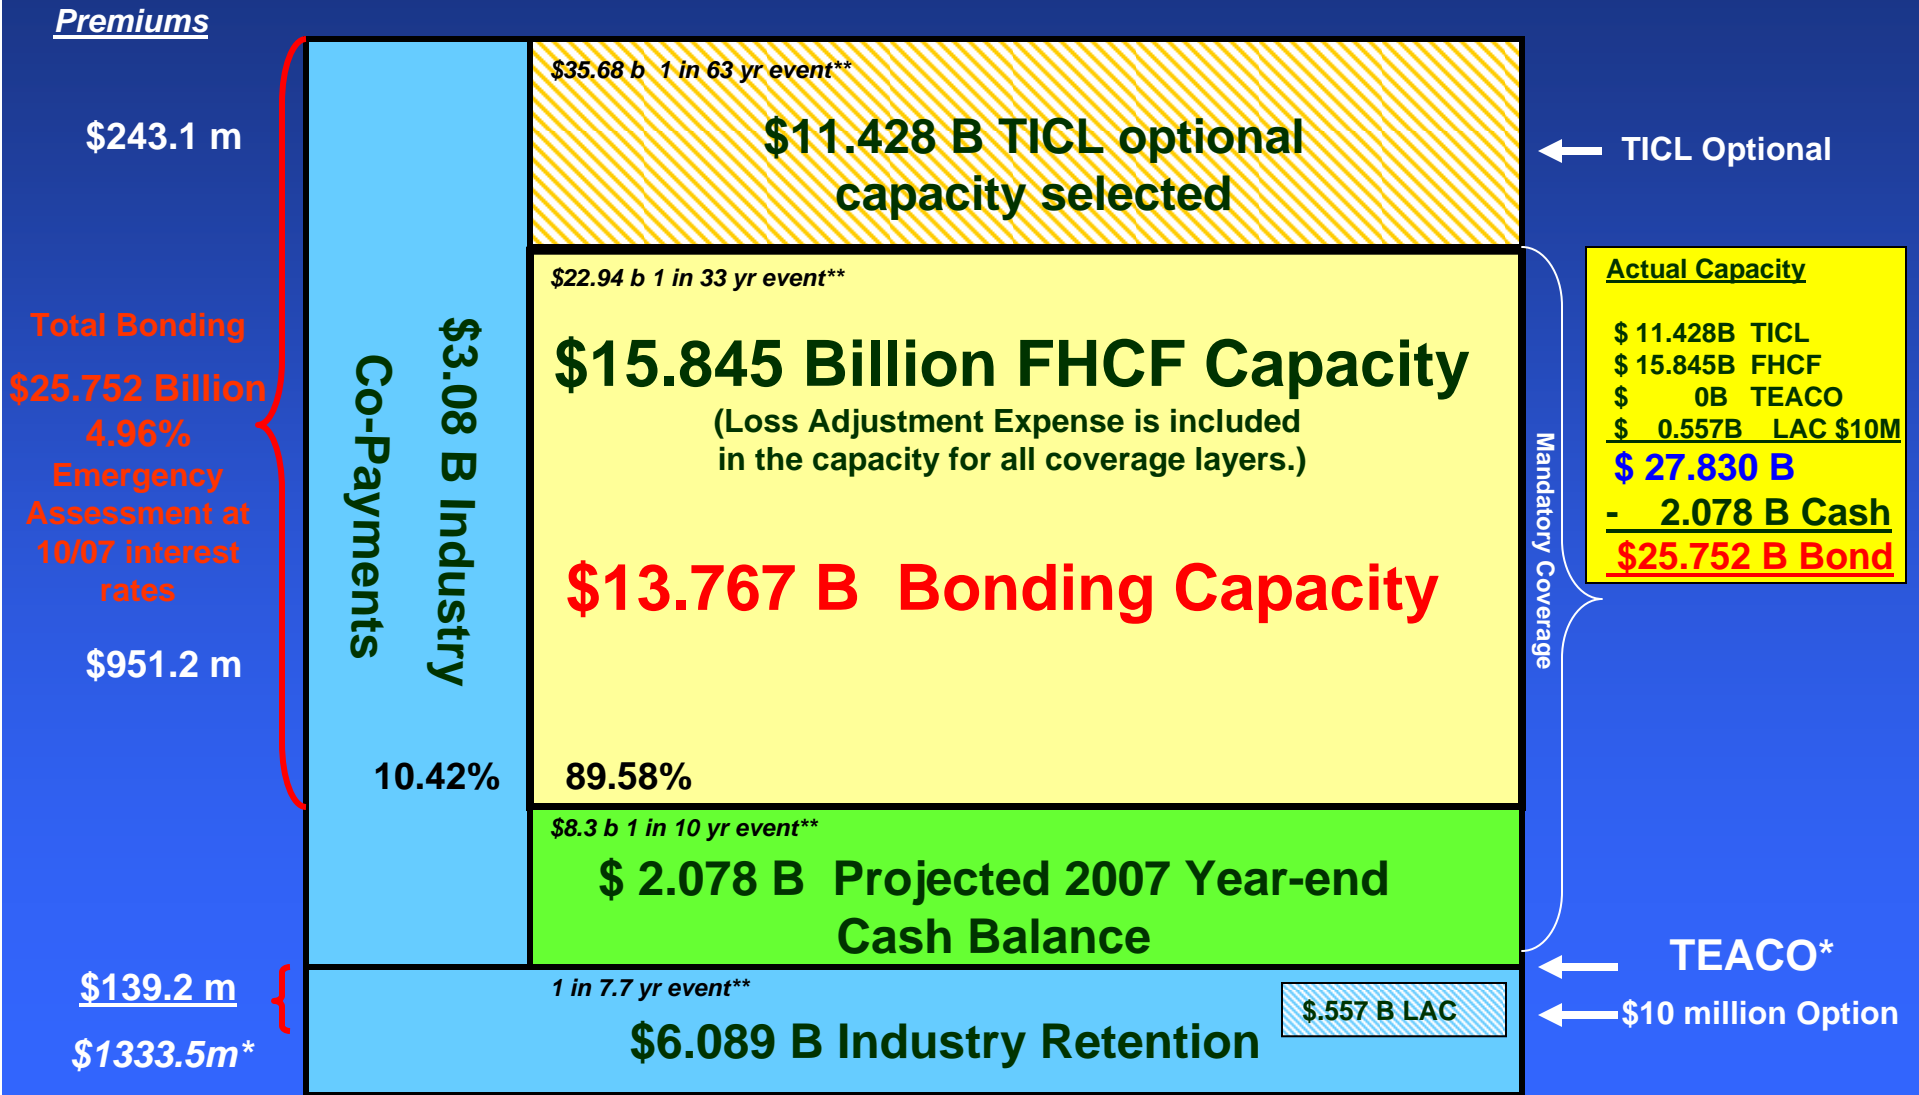 Premiums
$243.1 m
Total Bonding
$25.752 Billion
4.96%
Emergency
Assessment at
10/07 interest
rates
$951.2 m
$139.2 m
$1333.5m*
$3.08 B Industry
Co-Payments
10.42%
$35.68 b 1 in 63 yr event**
$11.428 B TICL optional
capacity selected
$22.94 b 1 in 33 yr event**
$15.845 Billion FHCF Capacity
(Loss Adjustment Expense is included
in the capacity for all coverage layers.)
$13.767 B Bonding Capacity
89.58%
$8.3 b 1 in 10 yr event**
$ 2.078 B Projected 2007 Year-end
Cash Balance
1 in 7.7 yr event**
$6.089 B Industry Retention
$.557 B LAC
TICL Optional
Mandatory Coverage
Actual Capacity
$ 11.428B TICL
$ 15.845B FHCF
$ 0B TEACO
$ 0.557B LAC $10M
$ 27.830 B
- 2.078 B Cash
$25.752 B Bond
TEACO*
$10 million Option